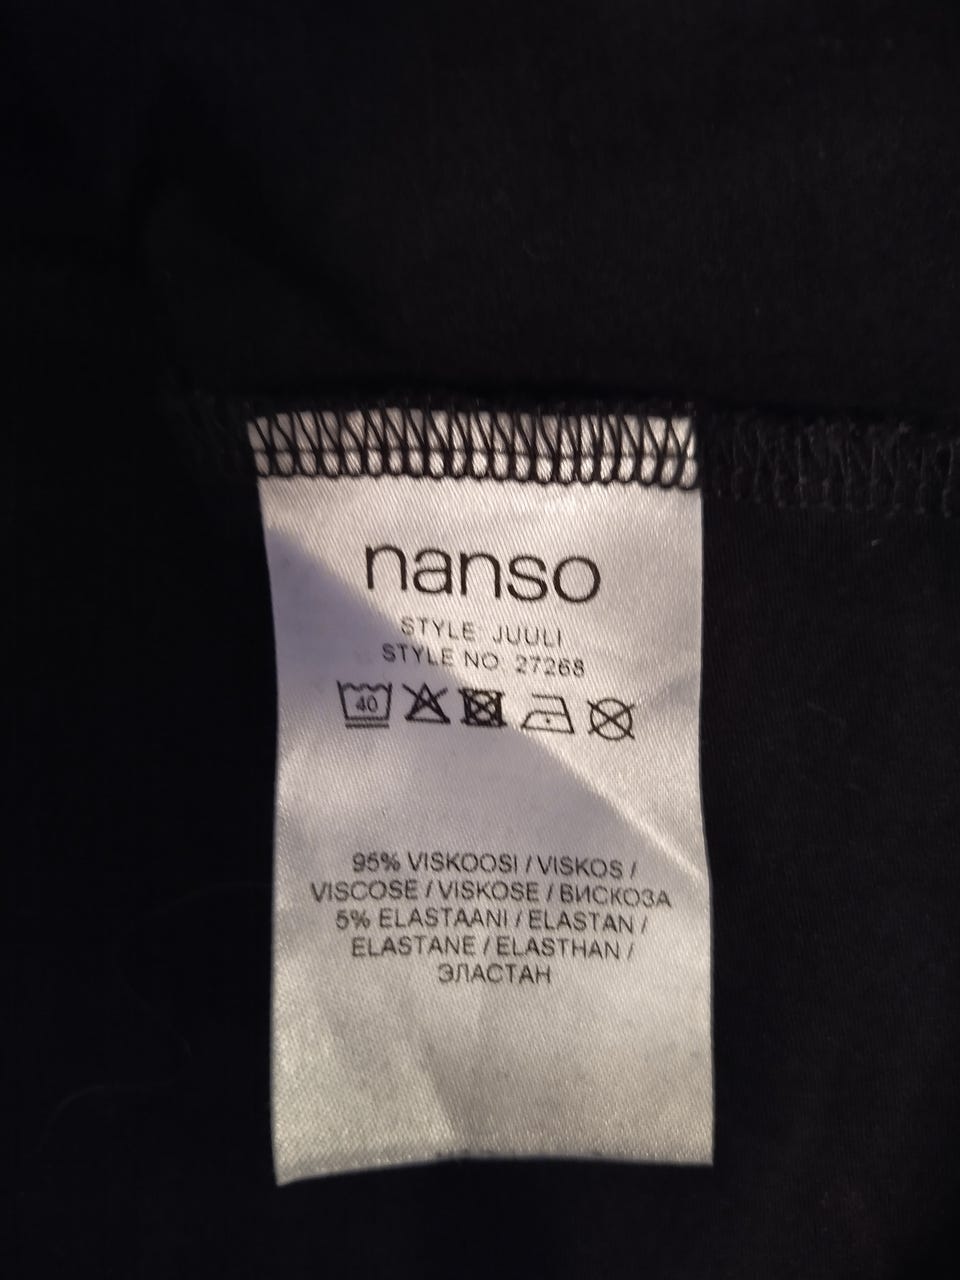 nanso
STYLE: JUULI
STYLE NO. 27268
40
95% VISKOOSI / VISKOS /
VISCOSE / VISKOSE / ВИСКОЗА
5% ELASTAANI / ELASTAN /
ELASTANE / ELASTHAN /
ЭЛАСТАН